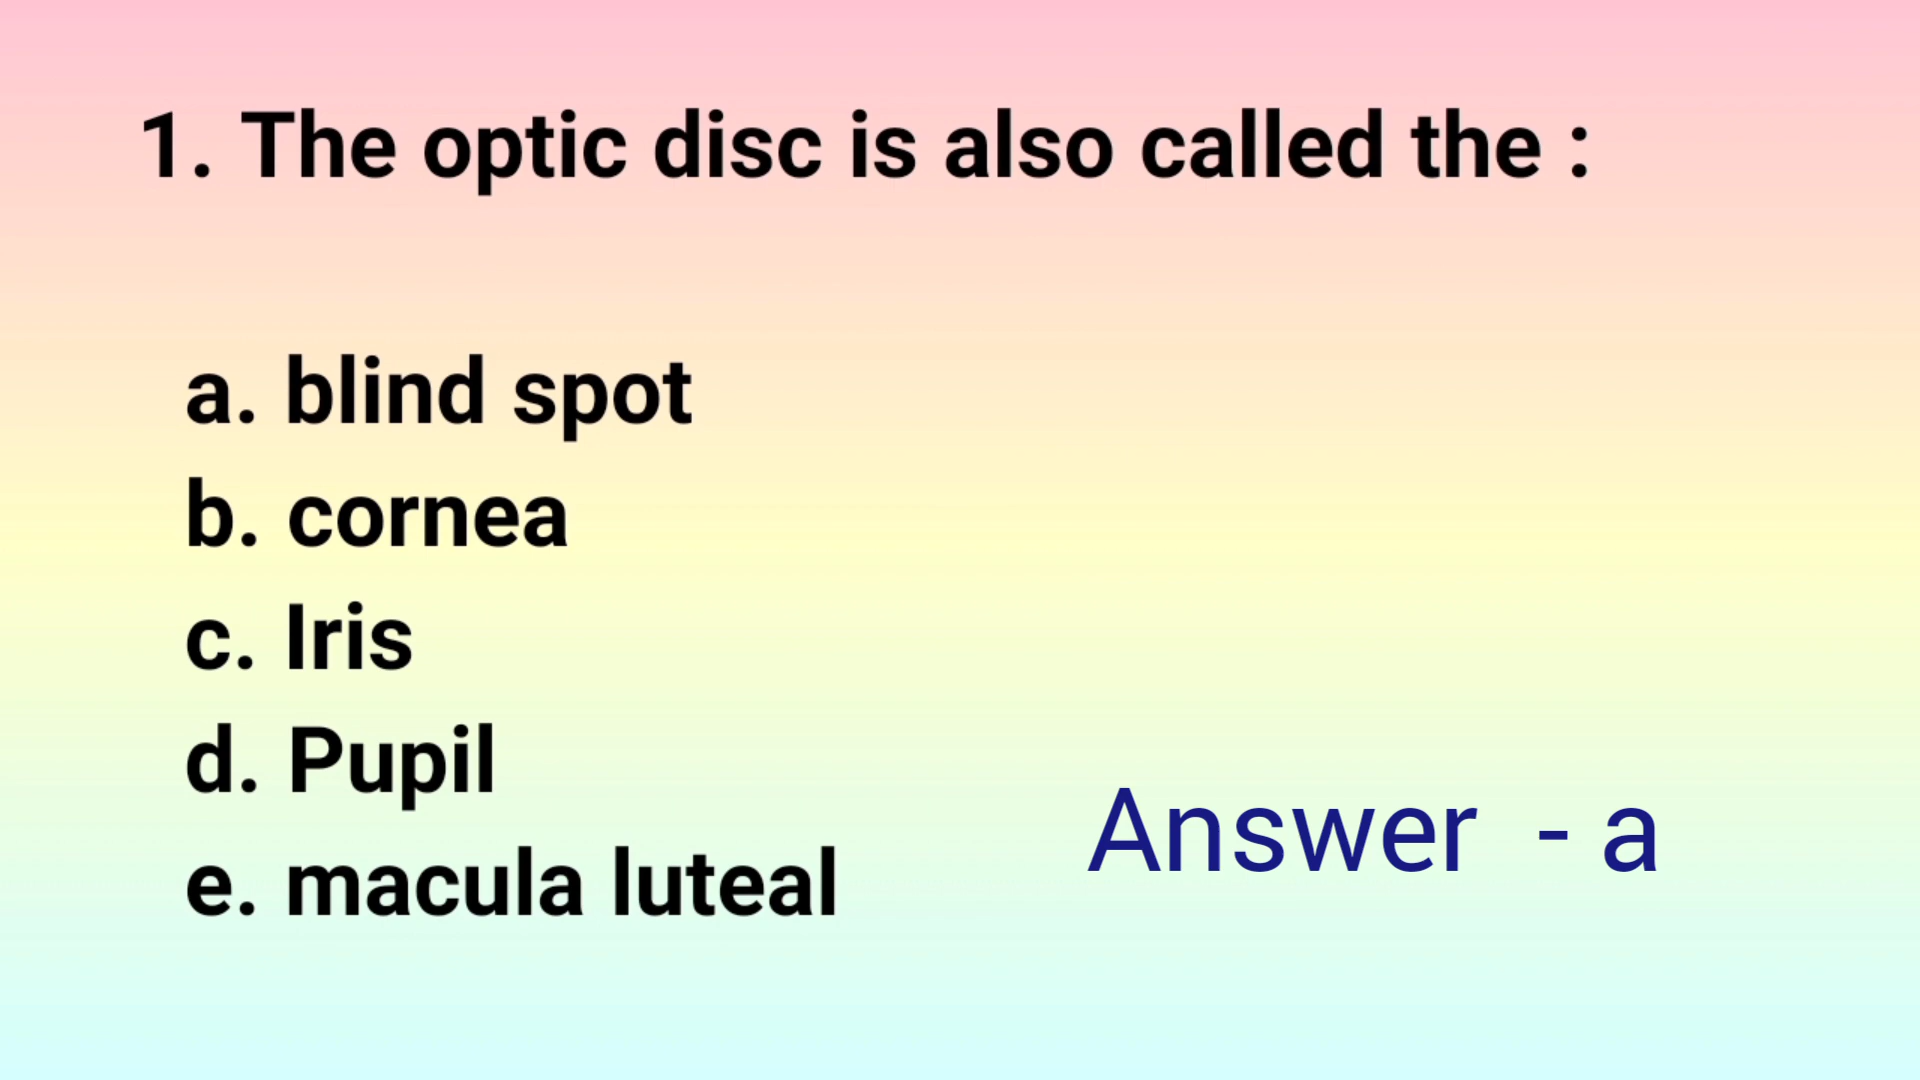 1. The optic disc is also called the :
a. blind spot
b. cornea
c. Iris
d. Pupil
e. macula luteal
Answer - a